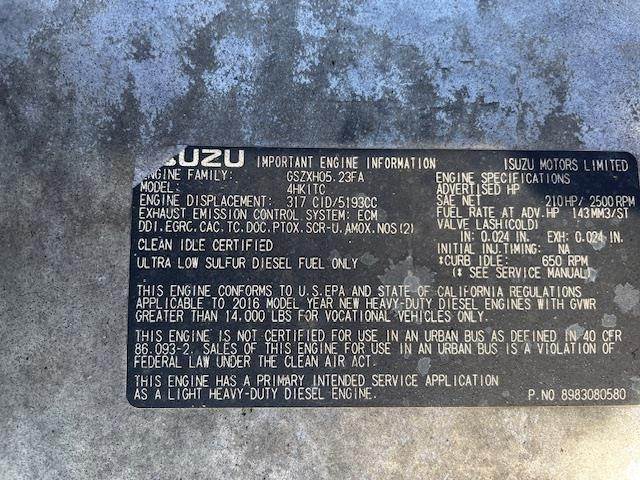 ISUZU IMPORTANT ENGINE INFORMATION ISUZU MOTORS LIMITED
ENGINE FAMILY: GSZXH05.23FA
MODEL: 4HK1TC
ENGINE DISPLACEMENT: 317 CID/5193CC
EXHAUST EMISSION CONTROL SYSTEM: ECM
DDI.EGRC.CAC.TC.DOC.PTOX.SCR-U.AMOX.NOS(2)
CLEAN IDLE CERTIFIED
ULTRA LOW SULFUR DIESEL FUEL ONLY
ENGINE SPECIFICATIONS
ADVERTISED HP
SAE NET 210HP/ 2500RPM
FUEL RATE AT ADV.HP 143MM3/ST
VALVE LASH(COLD)
IN: 0.024 IN. EXH: 0.024 IN.
INITIAL INJ.TIMING: NA
*CURB IDLE: 650 RPM
(* SEE SERVICE MANUAL)
THIS ENGINE CONFORMS TO U.S.EPA AND STATE OF CALIFORNIA REGULATIONS
APPLICABLE TO 2016 MODEL YEAR NEW HEAVY-DUTY DIESEL ENGINES WITH GVWR
GREATER THAN 14,000 LBS FOR VOCATIONAL VEHICLES ONLY.
THIS ENGINE IS NOT CERTIFIED FOR USE IN AN URBAN BUS AS DEFINED IN 40 CFR
86.093-2. SALES OF THIS ENGINE FOR USE IN AN URBAN BUS IS A VIOLATION OF
FEDERAL LAW UNDER THE CLEAN AIR ACT.
THIS ENGINE HAS A PRIMARY INTENDED SERVICE APPLICATION
AS A LIGHT HEAVY-DUTY DIESEL ENGINE.
P.NO 8983080580